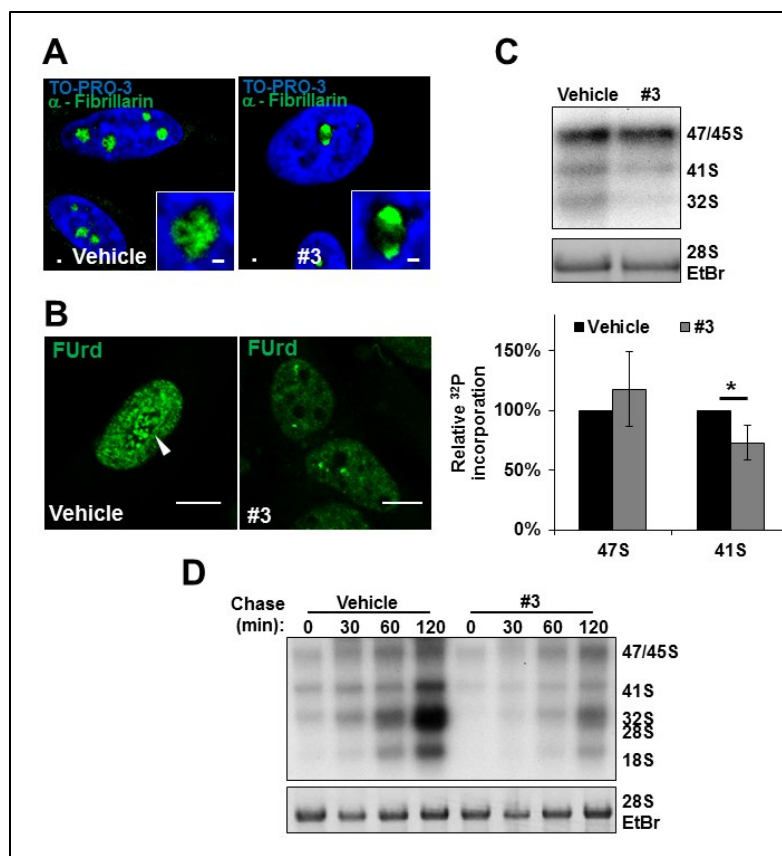 A
TO-PRO-3
α - Fibrillarin
Vehicle
TO-PRO-3
α - Fibrillarin
#3
B
FUrd
Vehicle
FUrd
#3
C
Vehicle #3
47/45S
41S
32S
28S
EtBr
Vehicle #3
Relative ³²P
incorporation
150%
100%
50%
0%
*
47S 41S
D
Chase
(min):
Vehicle #3
0 30 60 120 0 30 60 120
47/45S
41S
32S
28S
18S
28S
EtBr